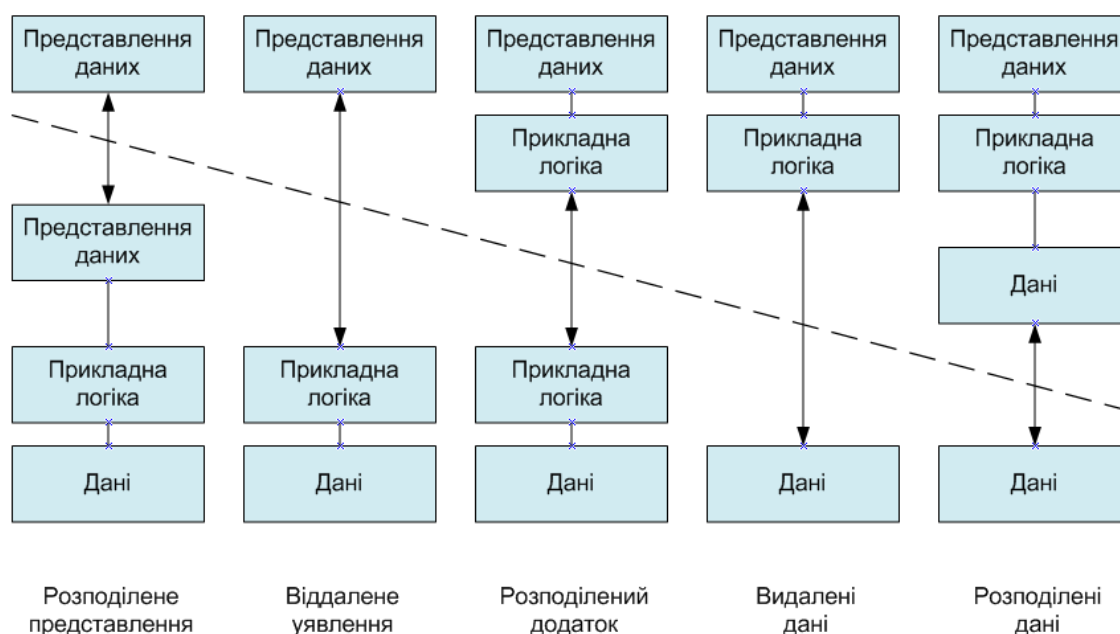 Представлення
даних
Представлення
даних
Представлення
даних
Представлення
даних
Представлення
даних
Прикладна
логіка
Прикладна
логіка
Прикладна
логіка
Представлення
даних
Дані
Прикладна
логіка
Прикладна
логіка
Прикладна
логіка
Дані
Дані
Дані
Дані
Дані
Розподілене
представлення
Віддалене
уявлення
Розподілений
додаток
Видалені
дані
Розподілені
дані